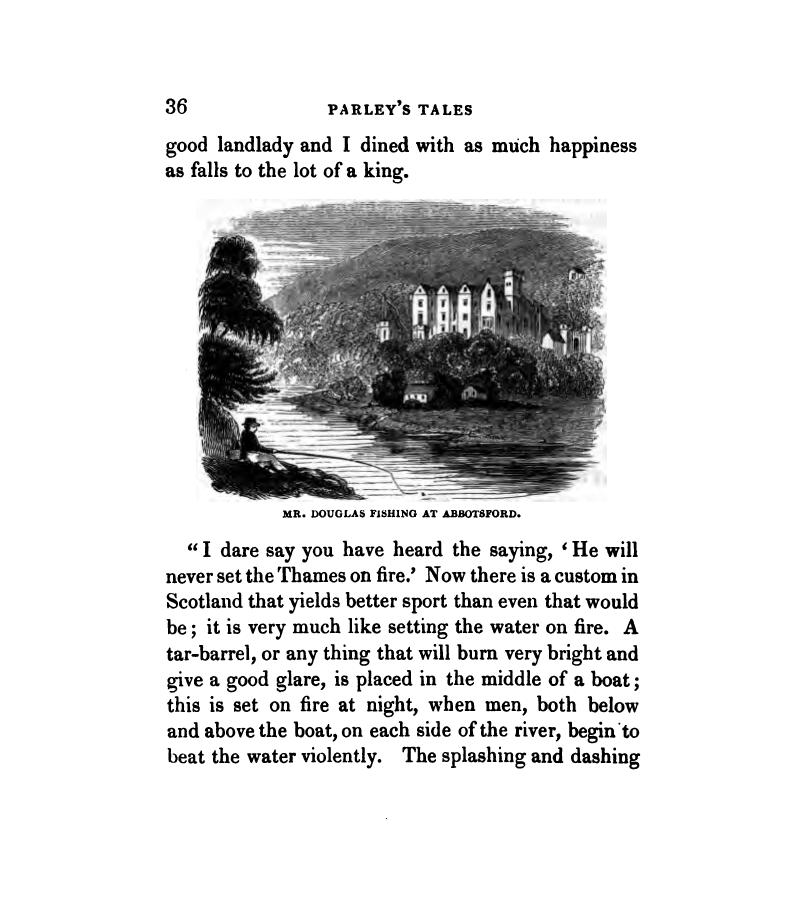 36
PARLEY'S TALES
good landlady and I dined with as much happiness
as falls to the lot of a king.
MR. DOUGLAS FISHING AT ABBOTSFORD.
“ I dare say you have heard the saying, ‘ He will
never set the Thames on fire.’ Now there is a custom in
Scotland that yields better sport than even that would
be ; it is very much like setting the water on fire. A
tar-barrel, or any thing that will burn very bright and
give a good glare, is placed in the middle of a boat ;
this is set on fire at night, when men, both below
and above the boat, on each side of the river, begin to
beat the water violently. The splashing and dashing